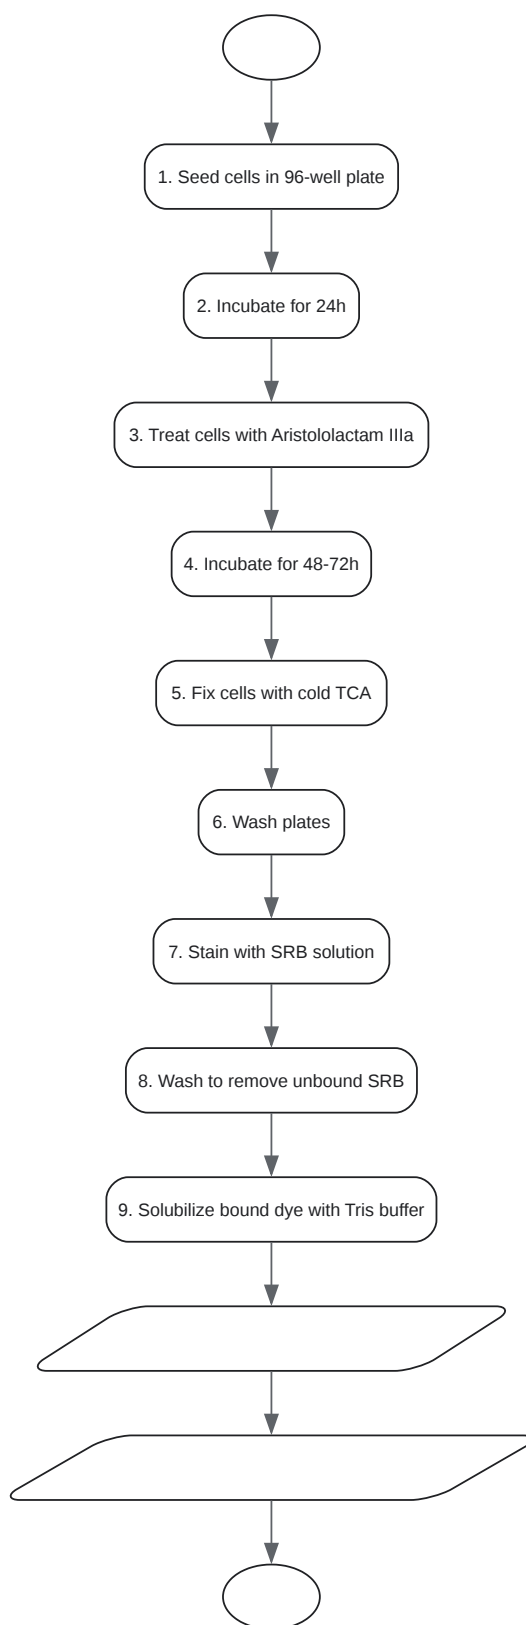 1. Seed cells in 96-well plate
2. Incubate for 24h
3. Treat cells with Aristololactam IIIa
4. Incubate for 48-72h
5. Fix cells with cold TCA
6. Wash plates
7. Stain with SRB solution
8. Wash to remove unbound SRB
9. Solubilize bound dye with Tris buffer